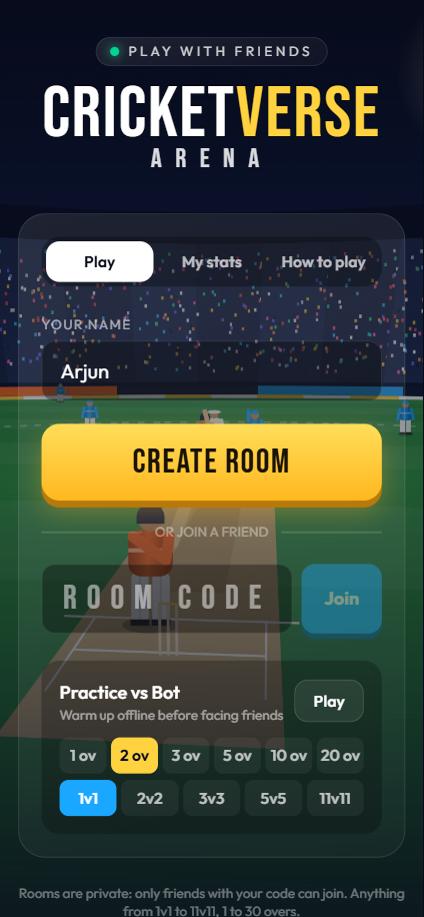 PLAY WITH FRIENDS
CRICKETVERSE
ARENA
Play My stats How to play
YOUR NAME
Arjun
CREATE ROOM
OR JOIN A FRIEND
ROOM CODE Join
Practice vs Bot Play
Warm up offline before facing friends
1 ov 2 ov 3 ov 5 ov 10 ov 20 ov
1v1 2v2 3v3 5v5 11v11
Rooms are private: only friends with your code can join. Anything
from 1v1 to 11v11, 1 to 30 overs.